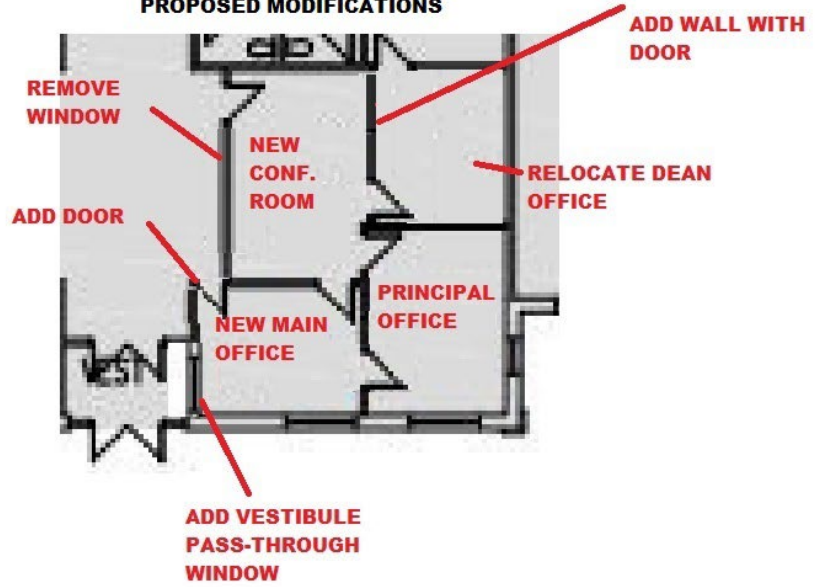 PROPOSED MODIFICATIONS
ADD WALL WITH
DOOR
REMOVE
WINDOW
NEW
CONF.
ROOM
RELOCATE DEAN
OFFICE
ADD DOOR
PRINCIPAL
OFFICE
NEW MAIN
OFFICE
VEST
ADD VESTIBULE
PASS-THROUGH
WINDOW